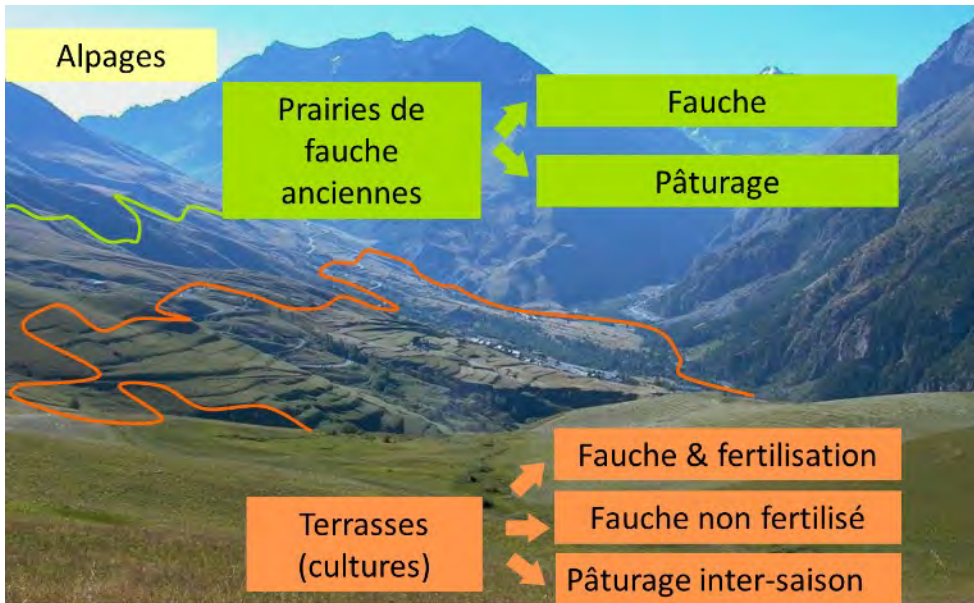 Alpages
Prairies de
fauche
anciennes
Fauche
Pâturage
Fauche & fertilisation
Terrasses
(cultures)
Fauche non fertilisé
Pâturage inter-saison